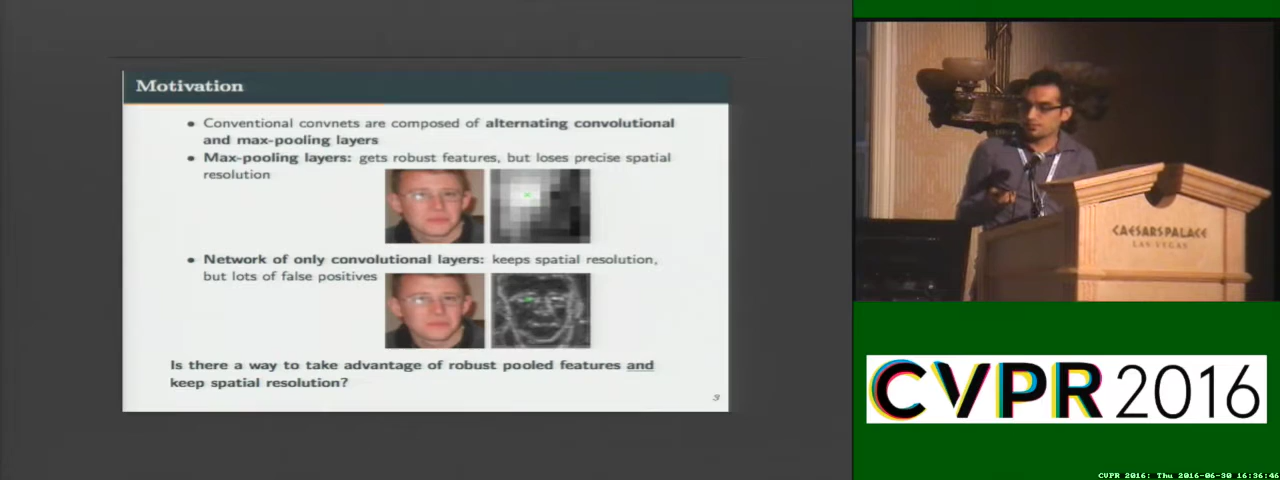 Motivation
• Conventional convnets are composed of alternating convolutional
and max-pooling layers
• Max-pooling layers: gets robust features, but loses precise spatial
resolution
• Network of only convolutional layers: keeps spatial resolution,
but lots of false positives
Is there a way to take advantage of robust pooled features and
keep spatial resolution?
3
CAESARS PALACE
LAS VEGAS
CVPR 2016
CVPR 2016: Thu 2016-06-30 16:36:46